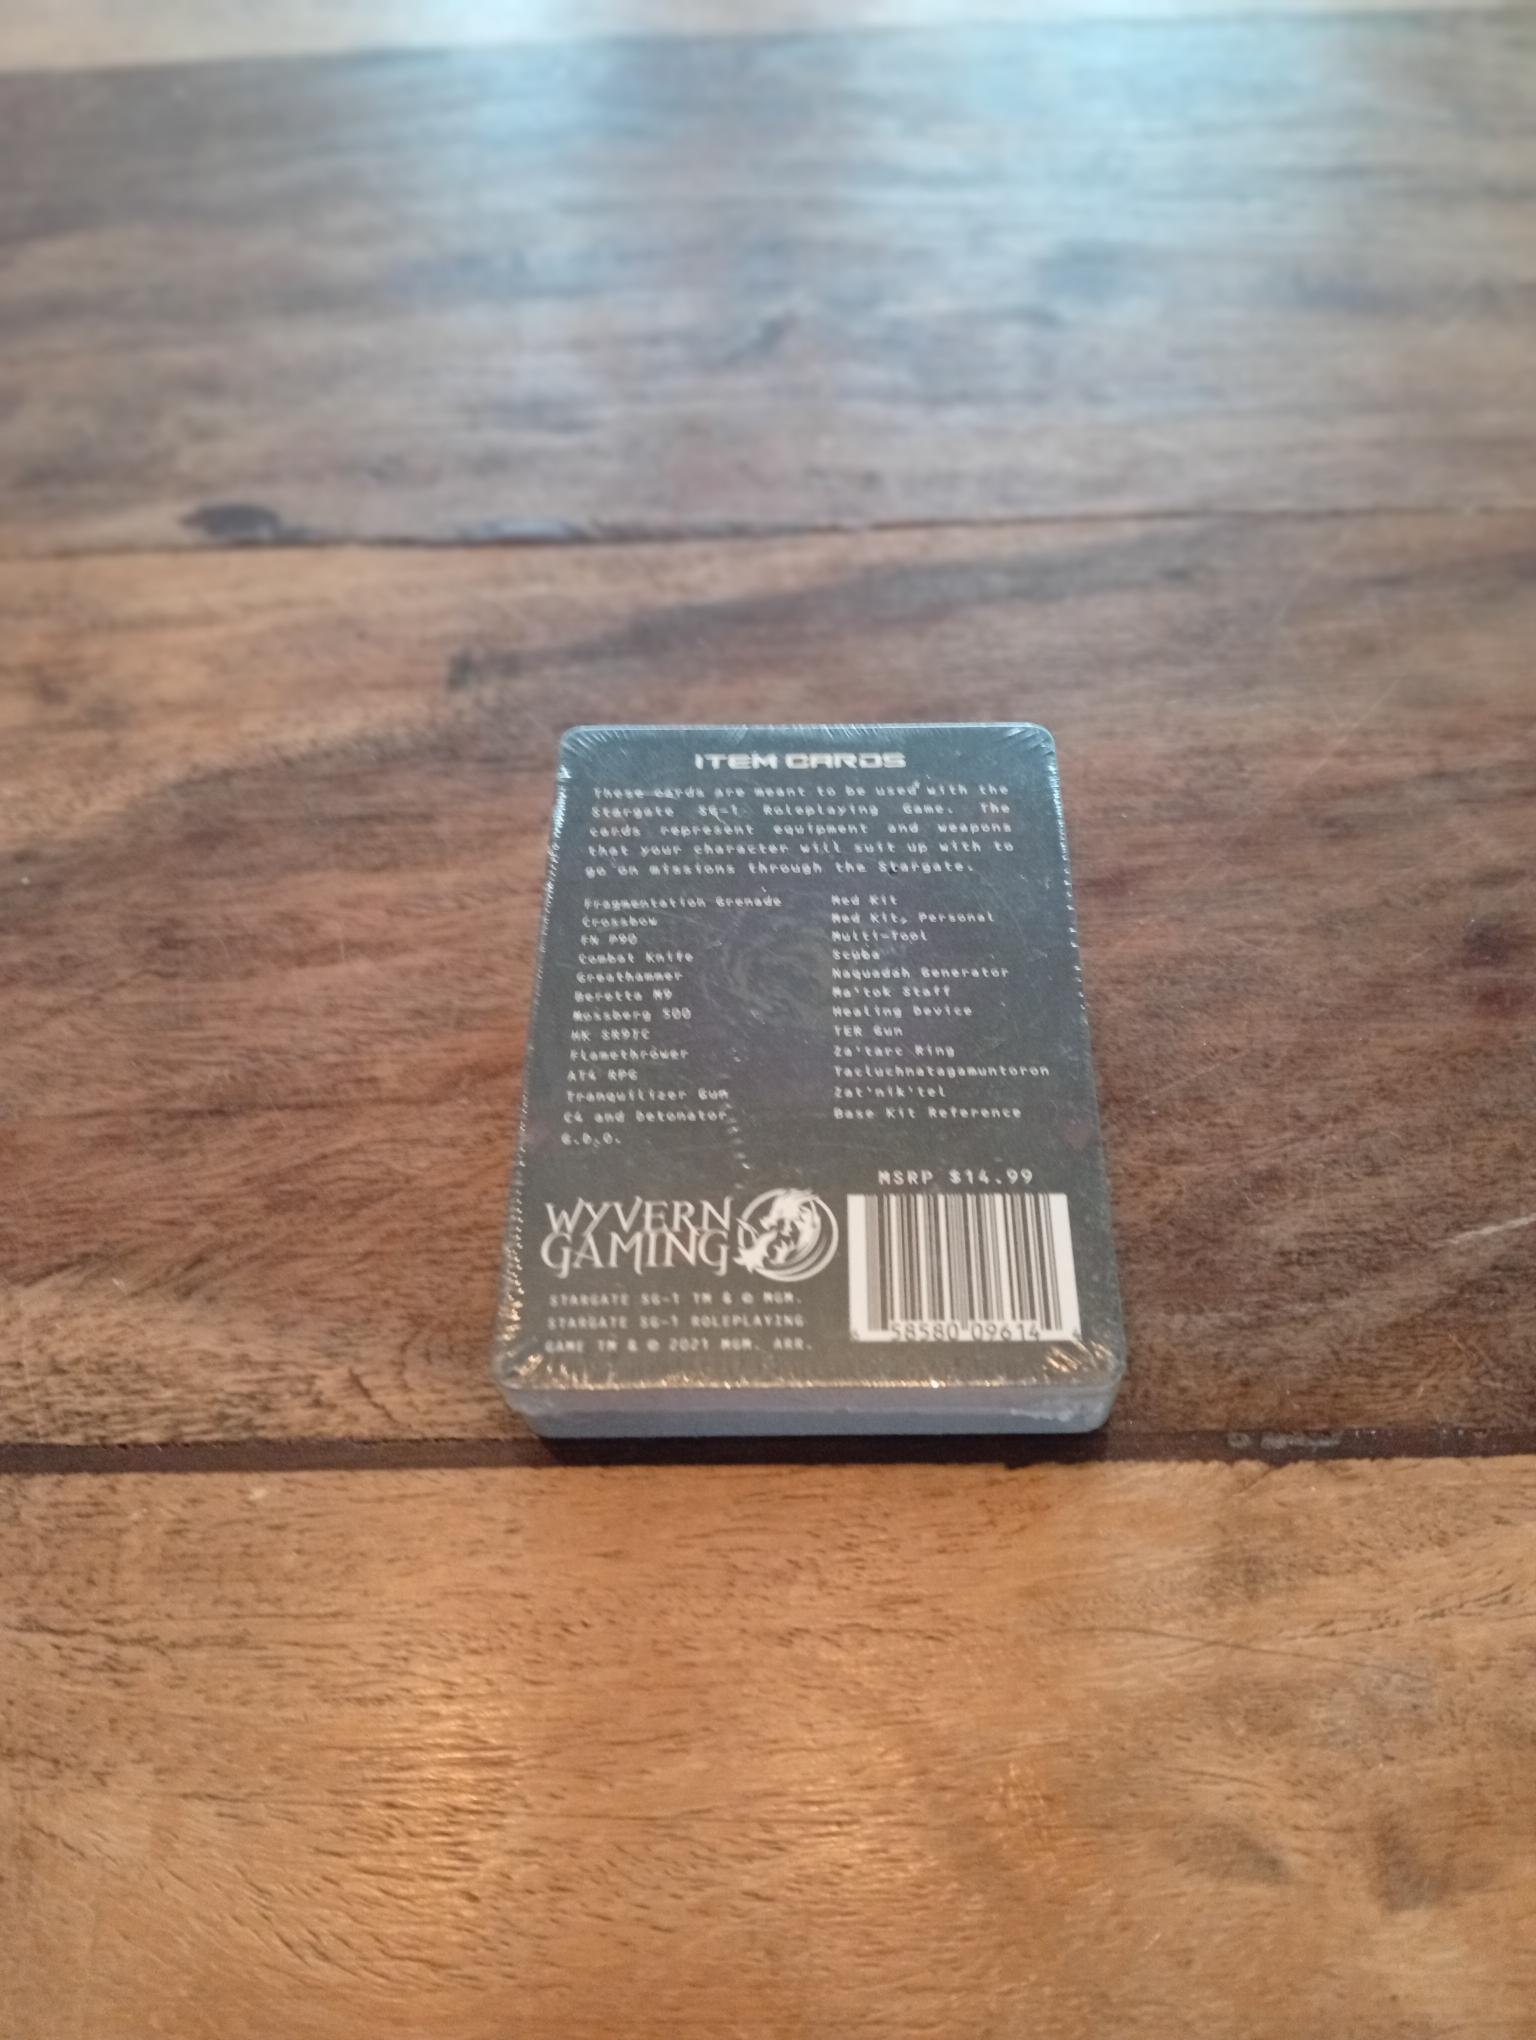 ITEM CARDS
These cards are meant to be used with the
Stargate SG-1 Roleplaying Game. The
cards represent equipment and weapons
that your character will suit up with to
go on missions through the Stargate.
Fragmentation Grenade
Crossbow
FN P90
Combat Knife
Greathammer
Beretta M9
Mossberg 500
HK SR9TC
Flamethrower
AT4 RPG
Tranquilizer Gun
C4 and Detonator
G.D.O.
Med Kit
Med Kit, Personal
Multi-Tool
Scuba
Naquadah Generator
Ma'tok Staff
Healing Device
TER Gun
Za'tarc Ring
Tacluchnatagamuntoron
Zat'nik'tel
Base Kit Reference
MSRP $14.99
WYVERN
GAMING
STARGATE SG-1 TM & © MGM.
STARGATE SG-1 ROLEPLAYING
GAME TM & © 2021 MGM. ARR.
58580 09614